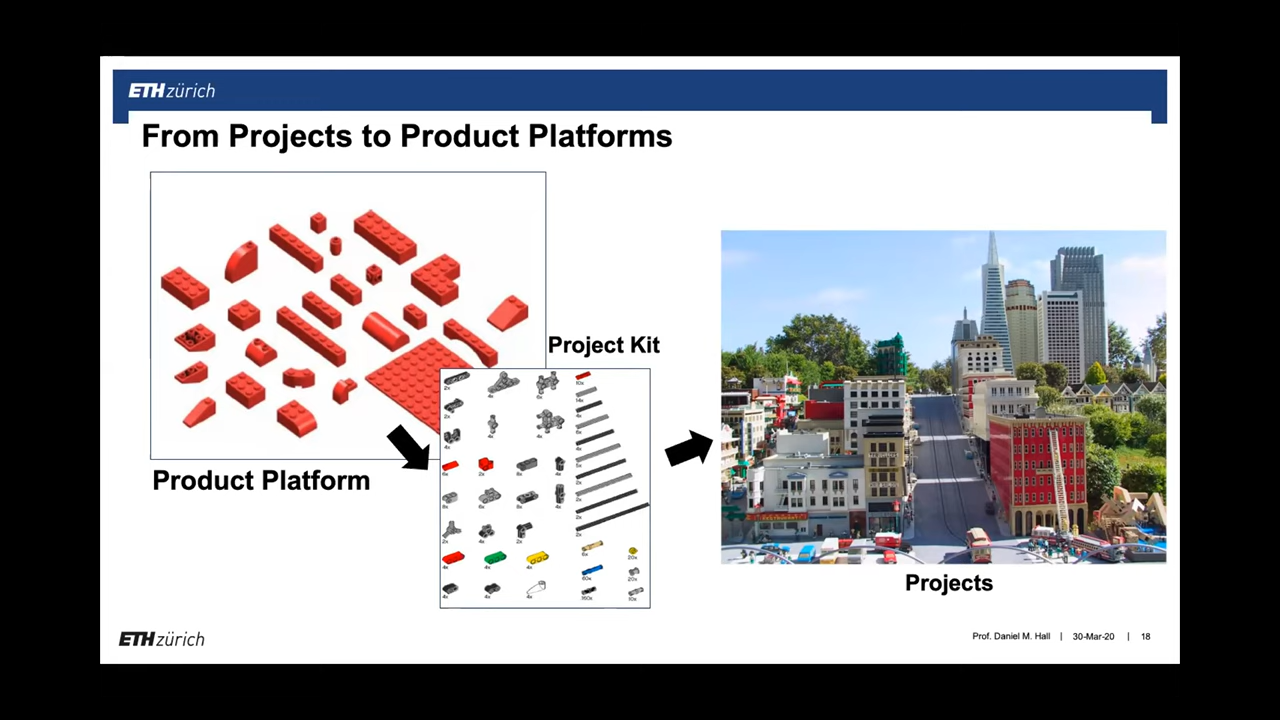 ETH zürich
From Projects to Product Platforms
Project Kit
Product Platform
Projects
ETH zürich
Prof. Daniel M. Hall | 30-Mar-20 | 18